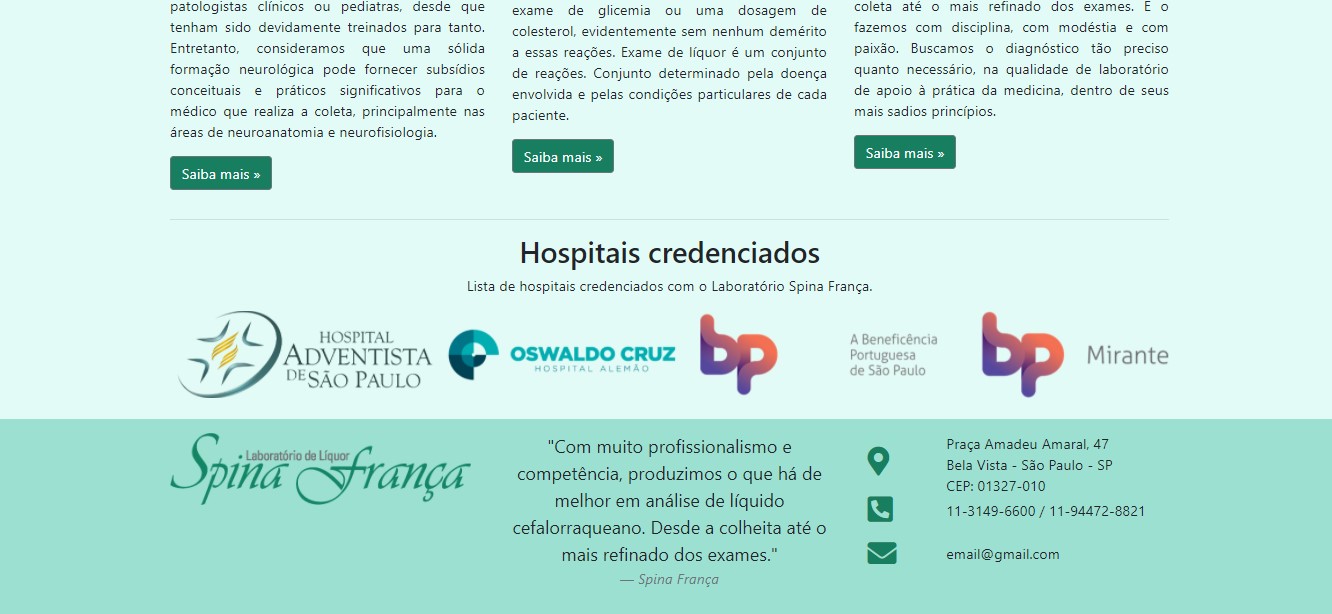 patologistas clínicos ou pediatras, desde que
tenham sido devidamente treinados para tanto.
Entretanto, consideramos que uma sólida
formação neurológica pode fornecer subsídios
conceituais e práticos significativos para o
médico que realiza a coleta, principalmente nas
áreas de neuroanatomia e neurofisiologia.
Saiba mais »
exame de glicemia ou uma dosagem de
colesterol, evidentemente sem nenhum demérito
a essas reações. Exame de líquor é um conjunto
de reações. Conjunto determinado pela doença
envolvida e pelas condições particulares de cada
paciente.
Saiba mais »
coleta até o mais refinado dos exames. E o
fazemos com disciplina, com modéstia e com
paixão. Buscamos o diagnóstico tão preciso
quanto necessário, na qualidade de laboratório
de apoio à prática da medicina, dentro de seus
mais sadios princípios.
Saiba mais »
Hospitais credenciados
Lista de hospitais credenciados com o Laboratório Spina França.
HOSPITAL
ADVENTISTA
DE SÃO PAULO
OSWALDO CRUZ
HOSPITAL ALEMÃO
bp
A Beneficência
Portuguesa
de São Paulo
bp
Mirante
Laboratório de Líquor
Spina França
"Com muito profissionalismo e
competência, produzimos o que há de
melhor em análise de líquido
cefalorraqueano. Desde a colheita até o
mais refinado dos exames."
— Spina França
Praça Amadeu Amaral, 47
Bela Vista - São Paulo - SP
CEP: 01327-010
11-3149-6600 / 11-94472-8821
email@gmail.com